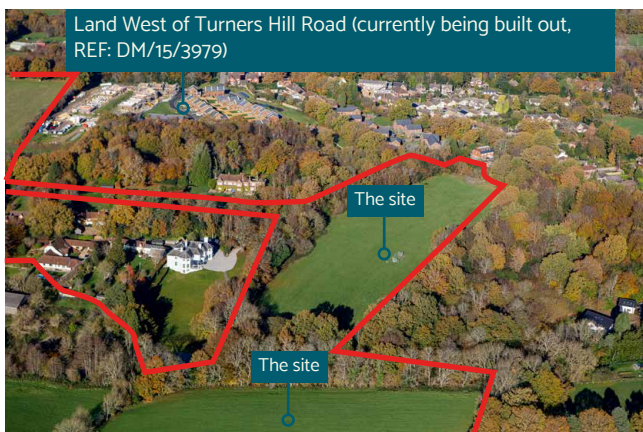 Land West of Turners Hill Road (currently being built out,
REF: DM/15/3979)
The site
The site